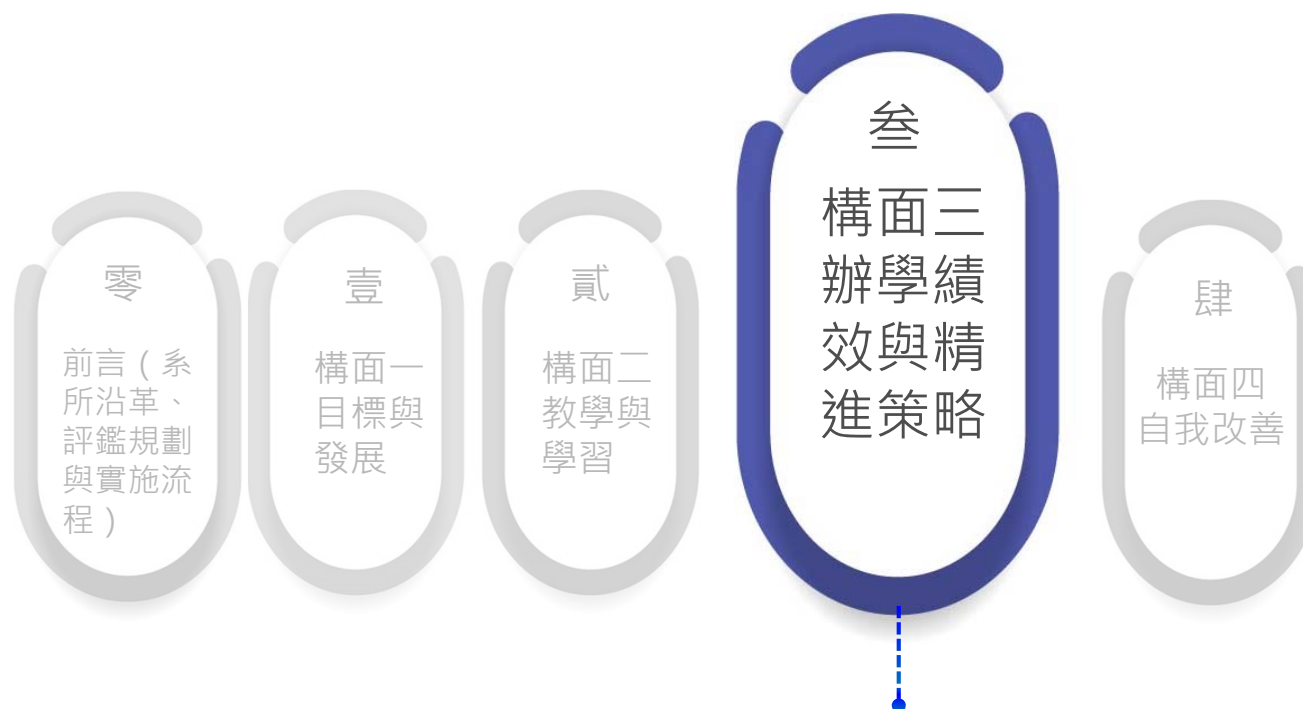 零
前言（系
所沿革、
評鑑規劃
與實施流
程）
壹
構面一
目標與
發展
貳
構面二
教學與
學習
叁
構面三
辦學績
效與精
進策略
肆
構面四
自我改善